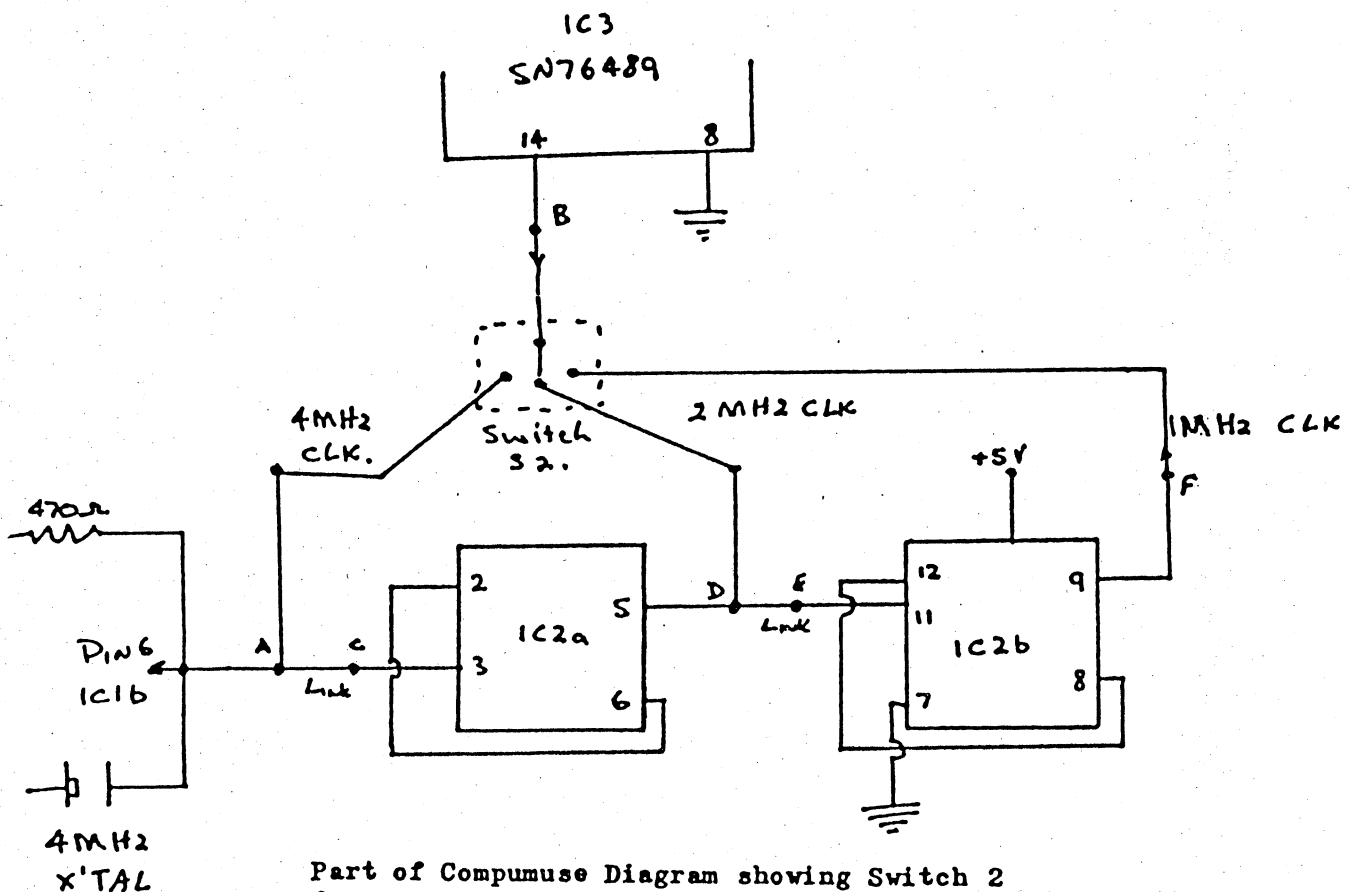 IC3
SN76489
14
8
B
4MHz
CLK.
Switch
S2.
2 MHz CLK
1MHz CLK
+5V
F
470Ω
2
3
5
6
IC2a
A
Link
C
D
Link
E
12
11
9
8
7
IC2b
PIN6
IC1b
4MHz
X'TAL
Part of Compumuse Diagram showing Switch 2